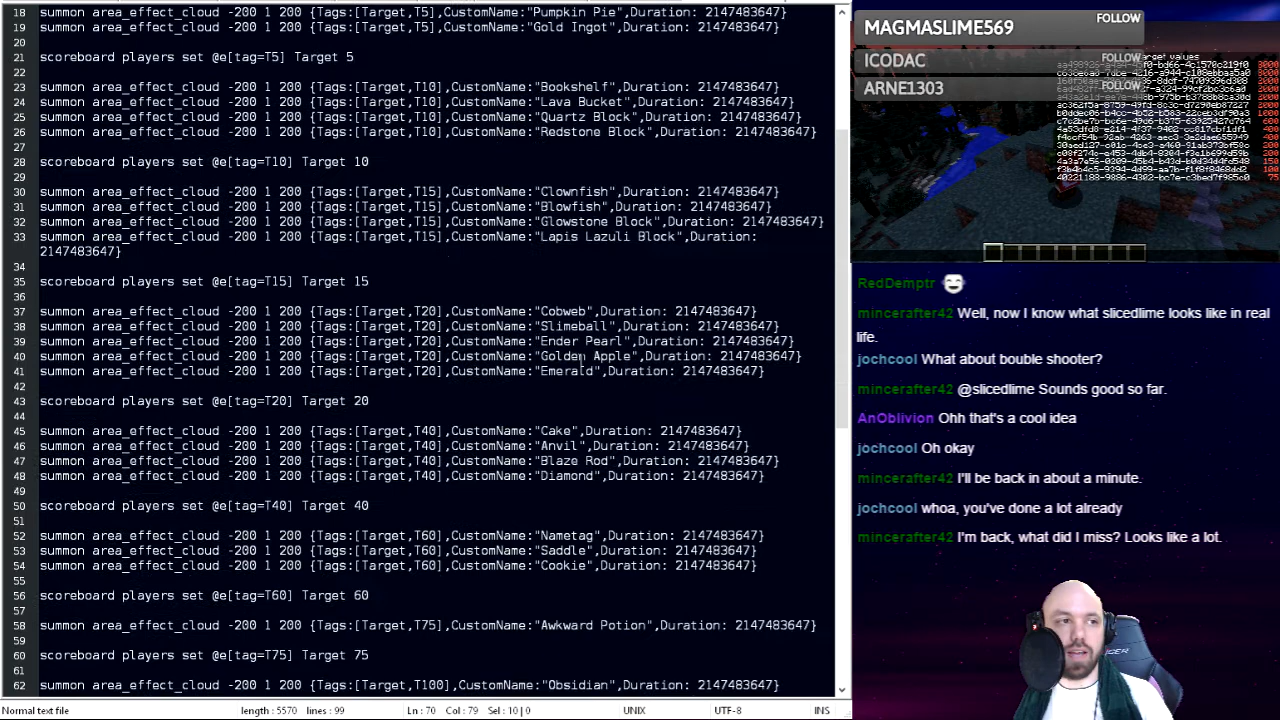 18 summon area_effect_cloud -200 1 200 {Tags:[Target,T5],CustomName:"Pumpkin Pie",Duration: 2147483647}
19 summon area_effect_cloud -200 1 200 {Tags:[Target,T5],CustomName:"Gold Ingot",Duration: 2147483647}
20
21 scoreboard players set @e[tag=T5] Target 5
22
23 summon area_effect_cloud -200 1 200 {Tags:[Target,T10],CustomName:"Bookshelf",Duration: 2147483647}
24 summon area_effect_cloud -200 1 200 {Tags:[Target,T10],CustomName:"Lava Bucket",Duration: 2147483647}
25 summon area_effect_cloud -200 1 200 {Tags:[Target,T10],CustomName:"Quartz Block",Duration: 2147483647}
26 summon area_effect_cloud -200 1 200 {Tags:[Target,T10],CustomName:"Redstone Block",Duration: 2147483647}
27
28 scoreboard players set @e[tag=T10] Target 10
29
30 summon area_effect_cloud -200 1 200 {Tags:[Target,T15],CustomName:"Clownfish",Duration: 2147483647}
31 summon area_effect_cloud -200 1 200 {Tags:[Target,T15],CustomName:"Blowfish",Duration: 2147483647}
32 summon area_effect_cloud -200 1 200 {Tags:[Target,T15],CustomName:"Glowstone Block",Duration: 2147483647}
33 summon area_effect_cloud -200 1 200 {Tags:[Target,T15],CustomName:"Lapis Lazuli Block",Duration:
2147483647}
34
35 scoreboard players set @e[tag=T15] Target 15
36
37 summon area_effect_cloud -200 1 200 {Tags:[Target,T20],CustomName:"Cobweb",Duration: 2147483647}
38 summon area_effect_cloud -200 1 200 {Tags:[Target,T20],CustomName:"Slimeball",Duration: 2147483647}
39 summon area_effect_cloud -200 1 200 {Tags:[Target,T20],CustomName:"Ender Pearl",Duration: 2147483647}
40 summon area_effect_cloud -200 1 200 {Tags:[Target,T20],CustomName:"Golden Apple",Duration: 2147483647}
41 summon area_effect_cloud -200 1 200 {Tags:[Target,T20],CustomName:"Emerald",Duration: 2147483647}
42
43 scoreboard players set @e[tag=T20] Target 20
44
45 summon area_effect_cloud -200 1 200 {Tags:[Target,T40],CustomName:"Cake",Duration: 2147483647}
46 summon area_effect_cloud -200 1 200 {Tags:[Target,T40],CustomName:"Anvil",Duration: 2147483647}
47 summon area_effect_cloud -200 1 200 {Tags:[Target,T40],CustomName:"Blaze Rod",Duration: 2147483647}
48 summon area_effect_cloud -200 1 200 {Tags:[Target,T40],CustomName:"Diamond",Duration: 2147483647}
49
50 scoreboard players set @e[tag=T40] Target 40
51
52 summon area_effect_cloud -200 1 200 {Tags:[Target,T60],CustomName:"Nametag",Duration: 2147483647}
53 summon area_effect_cloud -200 1 200 {Tags:[Target,T60],CustomName:"Saddle",Duration: 2147483647}
54 summon area_effect_cloud -200 1 200 {Tags:[Target,T60],CustomName:"Cookie",Duration: 2147483647}
55
56 scoreboard players set @e[tag=T60] Target 60
57
58 summon area_effect_cloud -200 1 200 {Tags:[Target,T75],CustomName:"Awkward Potion",Duration: 2147483647}
59
60 scoreboard players set @e[tag=T75] Target 75
61
62 summon area_effect_cloud -200 1 200 {Tags:[Target,T100],CustomName:"Obsidian",Duration: 2147483647}
Normal text file length : 5570 lines : 99 Ln : 70 Col : 79 Sel : 10 | 0 UNIX UTF-8 INS
MAGMASLIME569 FOLLOW
ICODAC FOLLOW
ARNE1303 FOLLOW
values
RedDemptr
mincerafter42 Well, now I know what slicedlime looks like in real
life.
jochcool What about bouble shooter?
mincerafter42 @slicedlime Sounds good so far.
AnOblivion Ohh that's a cool idea
jochcool Oh okay
mincerafter42 I'll be back in about a minute.
jochcool whoa, you've done a lot already
mincerafter42 I'm back, what did I miss? Looks like a lot.